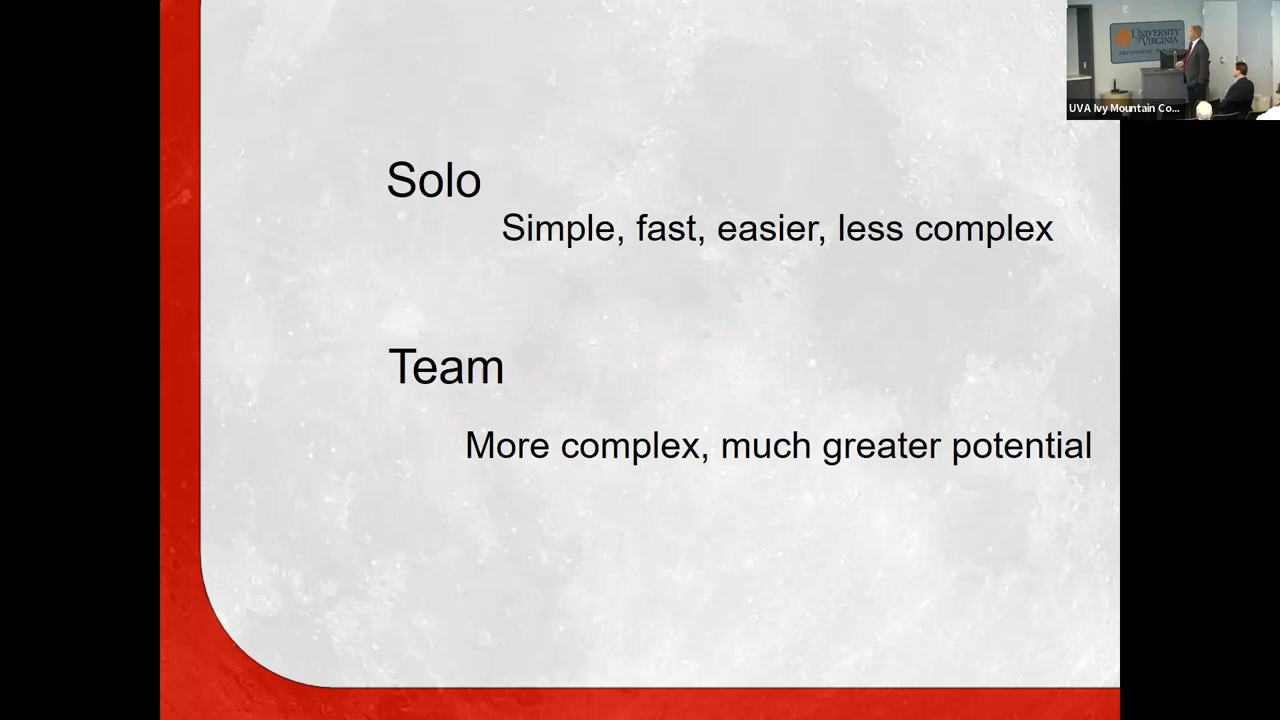 Solo
Simple, fast, easier, less complex
Team
More complex, much greater potential
UNIVERSITY
of VIRGINIA
UVA Ivy Mountain Co...